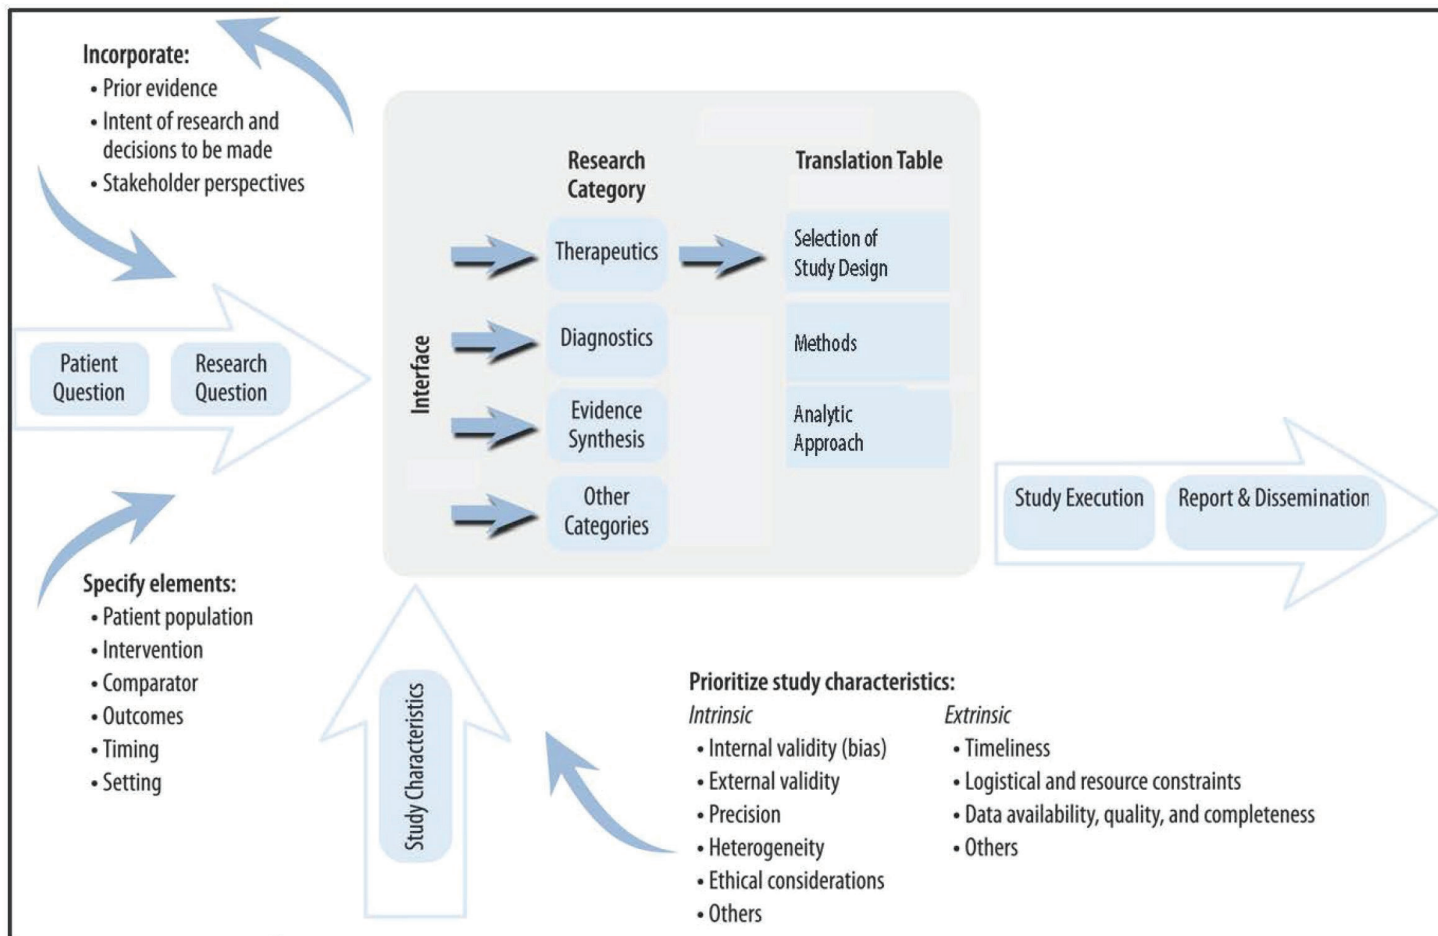 Incorporate:
• Prior evidence
• Intent of research and
decisions to be made
• Stakeholder perspectives
Patient
Question
Research
Question
Specify elements:
• Patient population
• Intervention
• Comparator
• Outcomes
• Timing
• Setting
Interface
Research
Category
Therapeutics
Diagnostics
Evidence
Synthesis
Other
Categories
Translation Table
Selection of
Study Design
Methods
Analytic
Approach
Study Execution
Report & Dissemination
Study Characteristics
Prioritize study characteristics:
Intrinsic
• Internal validity (bias)
• External validity
• Precision
• Heterogeneity
• Ethical considerations
• Others
Extrinsic
• Timeliness
• Logistical and resource constraints
• Data availability, quality, and completeness
• Others